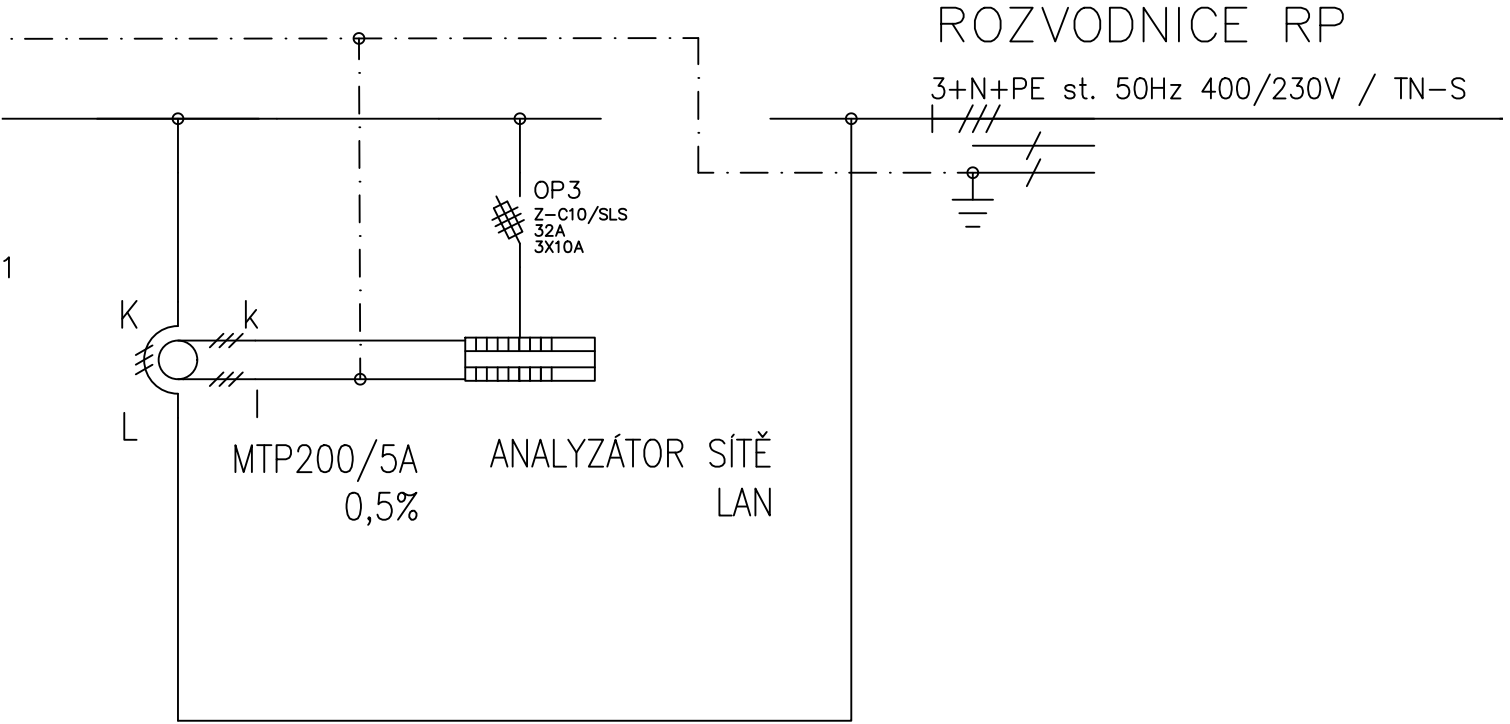 ROZVODNICE RP
3+N+PE st. 50Hz 400/230V / TN-S
OP3
Z-C10/SLS
32A
3X10A
1
K
k
L
l
MTP200/5A
0,5%
ANALYZÁTOR SÍTĚ
LAN